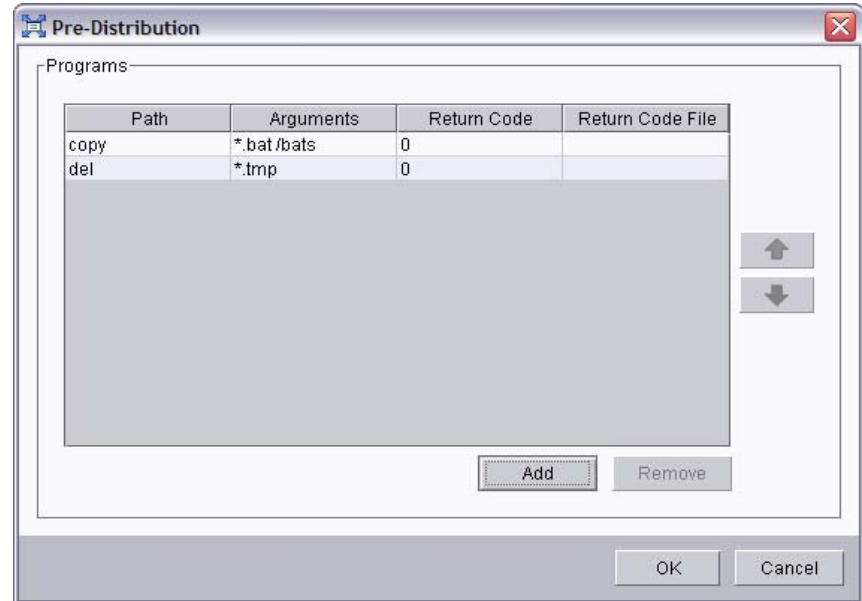 Pre-Distribution
Programs
Path Arguments Return Code Return Code File
copy *.bat /bats 0
del *.tmp 0
Add Remove
OK Cancel